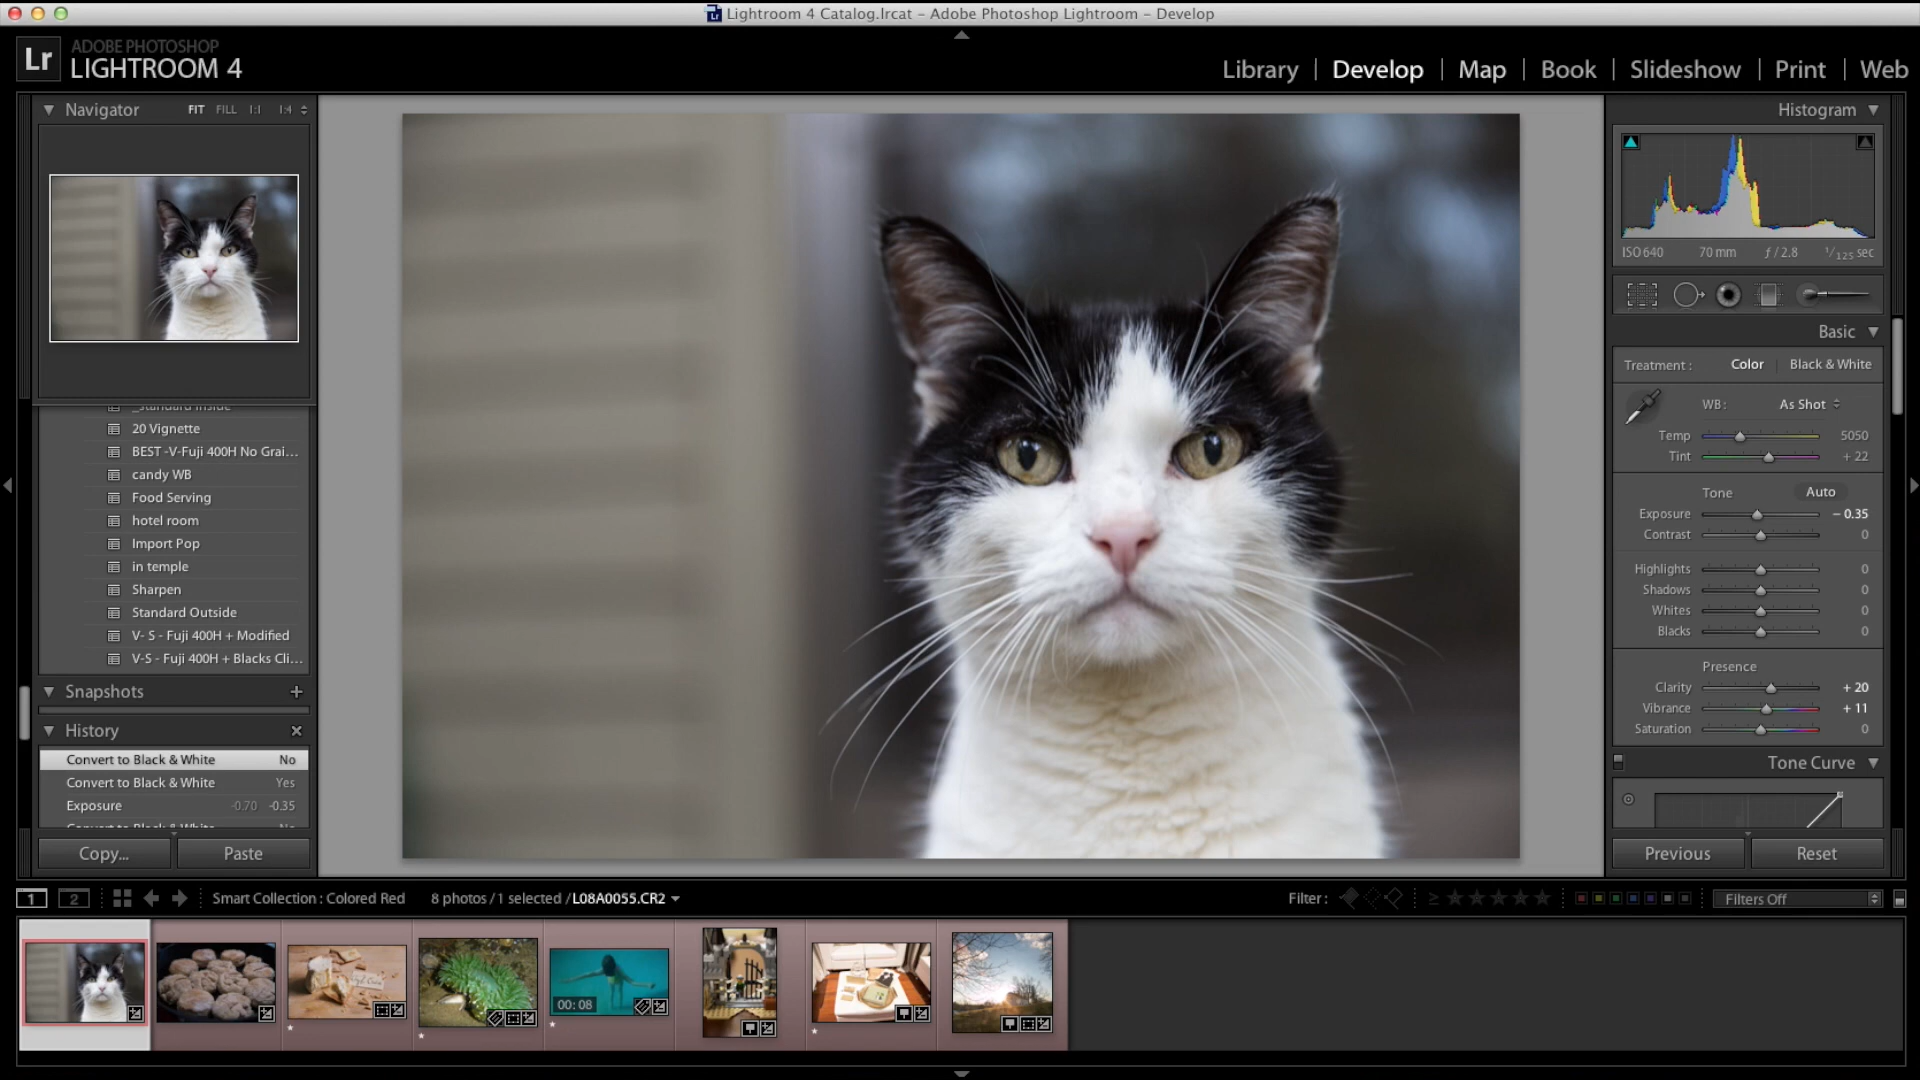 Lightroom 4 Catalog.lrcat – Adobe Photoshop Lightroom – Develop
Lr
ADOBE PHOTOSHOP
LIGHTROOM 4
Library | Develop | Map | Book | Slideshow | Print | Web
Navigator FIT FILL 1:1 1:4
_standard inside
20 Vignette
BEST -V-Fuji 400H No Grai...
candy WB
Food Serving
hotel room
Import Pop
in temple
Sharpen
Standard Outside
V- S - Fuji 400H + Modified
V-S - Fuji 400H + Blacks Cli...
Snapshots +
History ×
Convert to Black & White No
Convert to Black & White Yes
Exposure -0.70 -0.35
Convert to Black & White No
Copy... Paste
Histogram
ISO 640 70 mm ƒ / 2.8 1/125 sec
Basic
Treatment : Color | Black & White
WB : As Shot
Temp 5050
Tint + 22
Tone Auto
Exposure – 0.35
Contrast 0
Highlights 0
Shadows 0
Whites 0
Blacks 0
Presence
Clarity + 20
Vibrance + 11
Saturation 0
Tone Curve
Previous Reset
1 2 Smart Collection : Colored Red 8 photos / 1 selected / L08A0055.CR2 Filter : ≥ Filters Off
00: 08